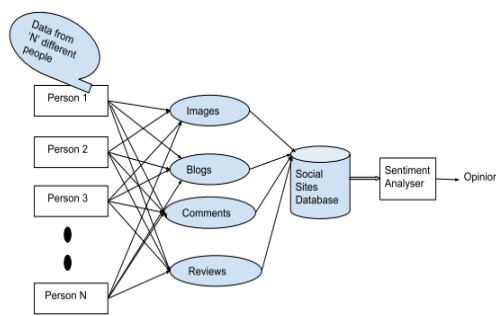 Data from
'N' different
people
Person 1
Person 2
Person 3
Person N
Images
Blogs
Comments
Reviews
Social
Sites
Database
Sentiment
Analyser
Opinion